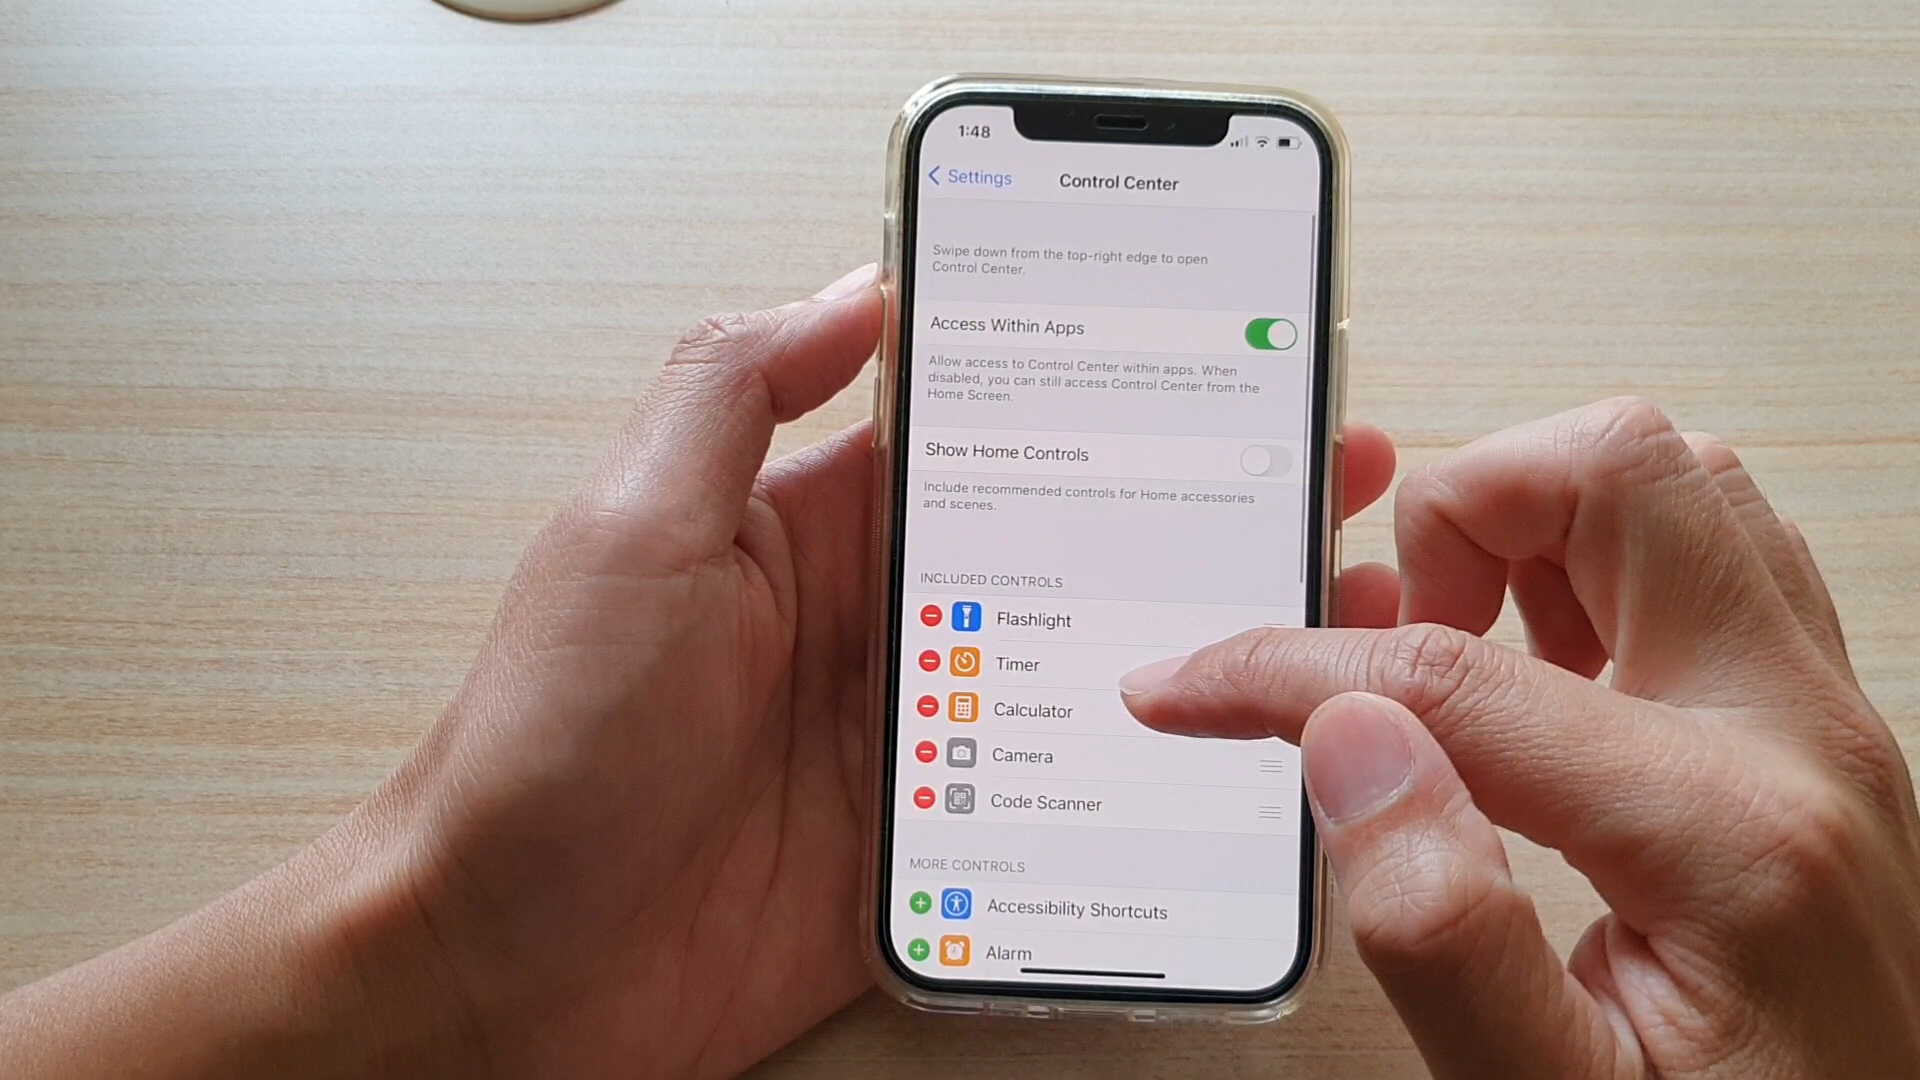 1:48
Settings
Control Center
Swipe down from the top-right edge to open
Control Center.
Access Within Apps
Allow access to Control Center within apps. When
disabled, you can still access Control Center from the
Home Screen.
Show Home Controls
Include recommended controls for Home accessories
and scenes.
INCLUDED CONTROLS
Flashlight
Timer
Calculator
Camera
Code Scanner
MORE CONTROLS
Accessibility Shortcuts
Alarm